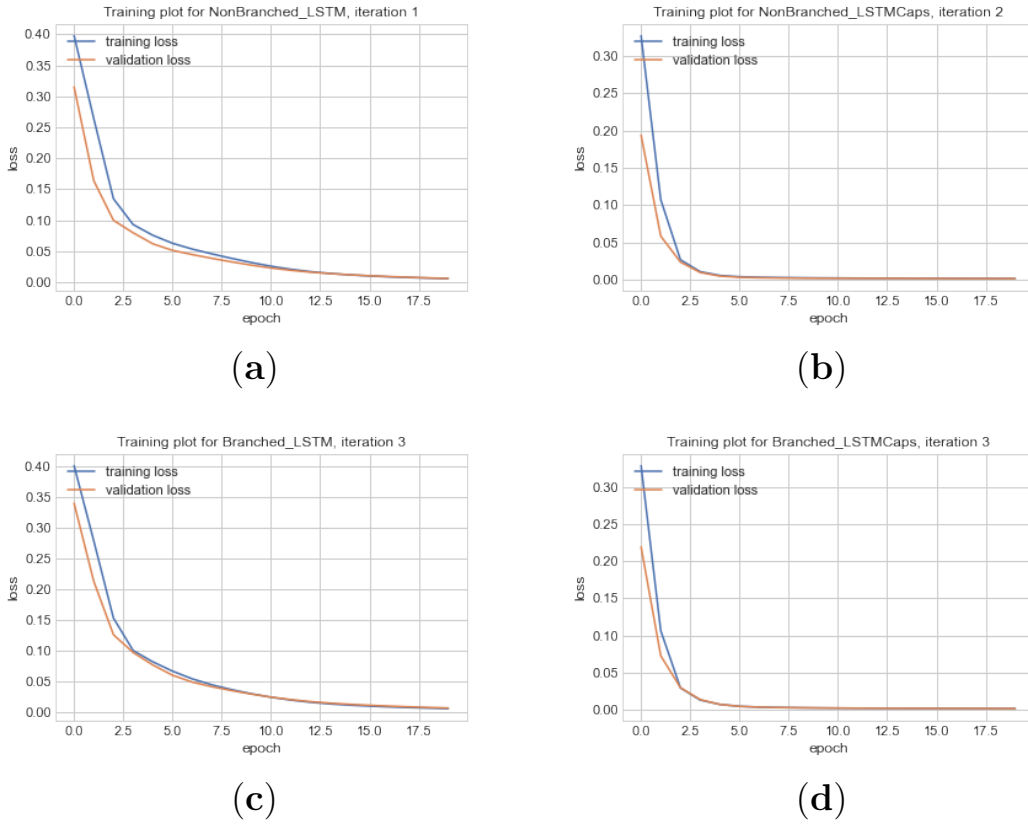 Training plot for NonBranched_LSTM, iteration 1
training loss
validation loss
0.40
0.35
0.30
0.25
0.20
0.15
0.10
0.05
0.00
loss
0.0 2.5 5.0 7.5 10.0 12.5 15.0 17.5
epoch
(a)
Training plot for NonBranched_LSTMCaps, iteration 2
training loss
validation loss
0.30
0.25
0.20
0.15
0.10
0.05
0.00
loss
0.0 2.5 5.0 7.5 10.0 12.5 15.0 17.5
epoch
(b)
Training plot for Branched_LSTM, iteration 3
training loss
validation loss
0.40
0.35
0.30
0.25
0.20
0.15
0.10
0.05
0.00
loss
0.0 2.5 5.0 7.5 10.0 12.5 15.0 17.5
epoch
(c)
Training plot for Branched_LSTMCaps, iteration 3
training loss
validation loss
0.30
0.25
0.20
0.15
0.10
0.05
0.00
loss
0.0 2.5 5.0 7.5 10.0 12.5 15.0 17.5
epoch
(d)